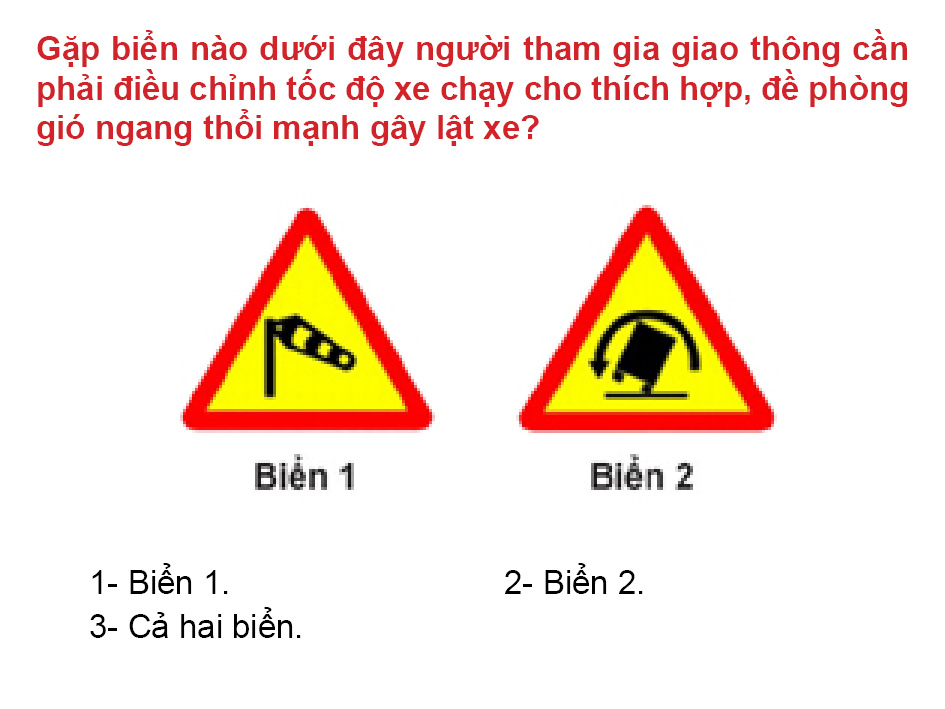 Gặp biển nào dưới đây người tham gia giao thông cần
phải điều chỉnh tốc độ xe chạy cho thích hợp, đề phòng
gió ngang thổi mạnh gây lật xe?
Biển 1
Biển 2
1- Biển 1.
2- Biển 2.
3- Cả hai biển.